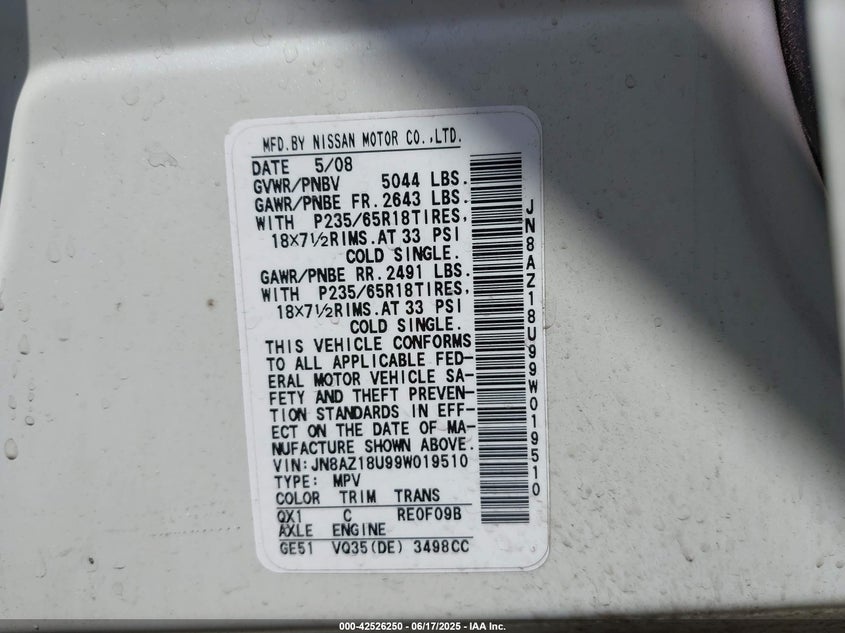 MFD.BY NISSAN MOTOR CO.,LTD.
DATE 5/08
GVWR/PNBV 5044 LBS.
GAWR/PNBE FR.2643 LBS.
WITH P235/65R18TIRES,
18×7½RIMS.AT 33 PSI
COLD SINGLE.
GAWR/PNBE RR.2491 LBS.
WITH P235/65R18TIRES,
18×7½RIMS.AT 33 PSI
COLD SINGLE.
THIS VEHICLE CONFORMS
TO ALL APPLICABLE FED-
ERAL MOTOR VEHICLE SA-
FETY AND THEFT PREVEN-
TION STANDARDS IN EFF-
ECT ON THE DATE OF MA-
NUFACTURE SHOWN ABOVE.
VIN:JN8AZ18U99W019510
TYPE: MPV
COLOR TRIM TRANS
QX1 C RE0F09B
AXLE ENGINE
GE51 VQ35(DE) 3498CC
JN8AZ18U99W019510
000-42526250 - 06/17/2025 - IAA Inc.